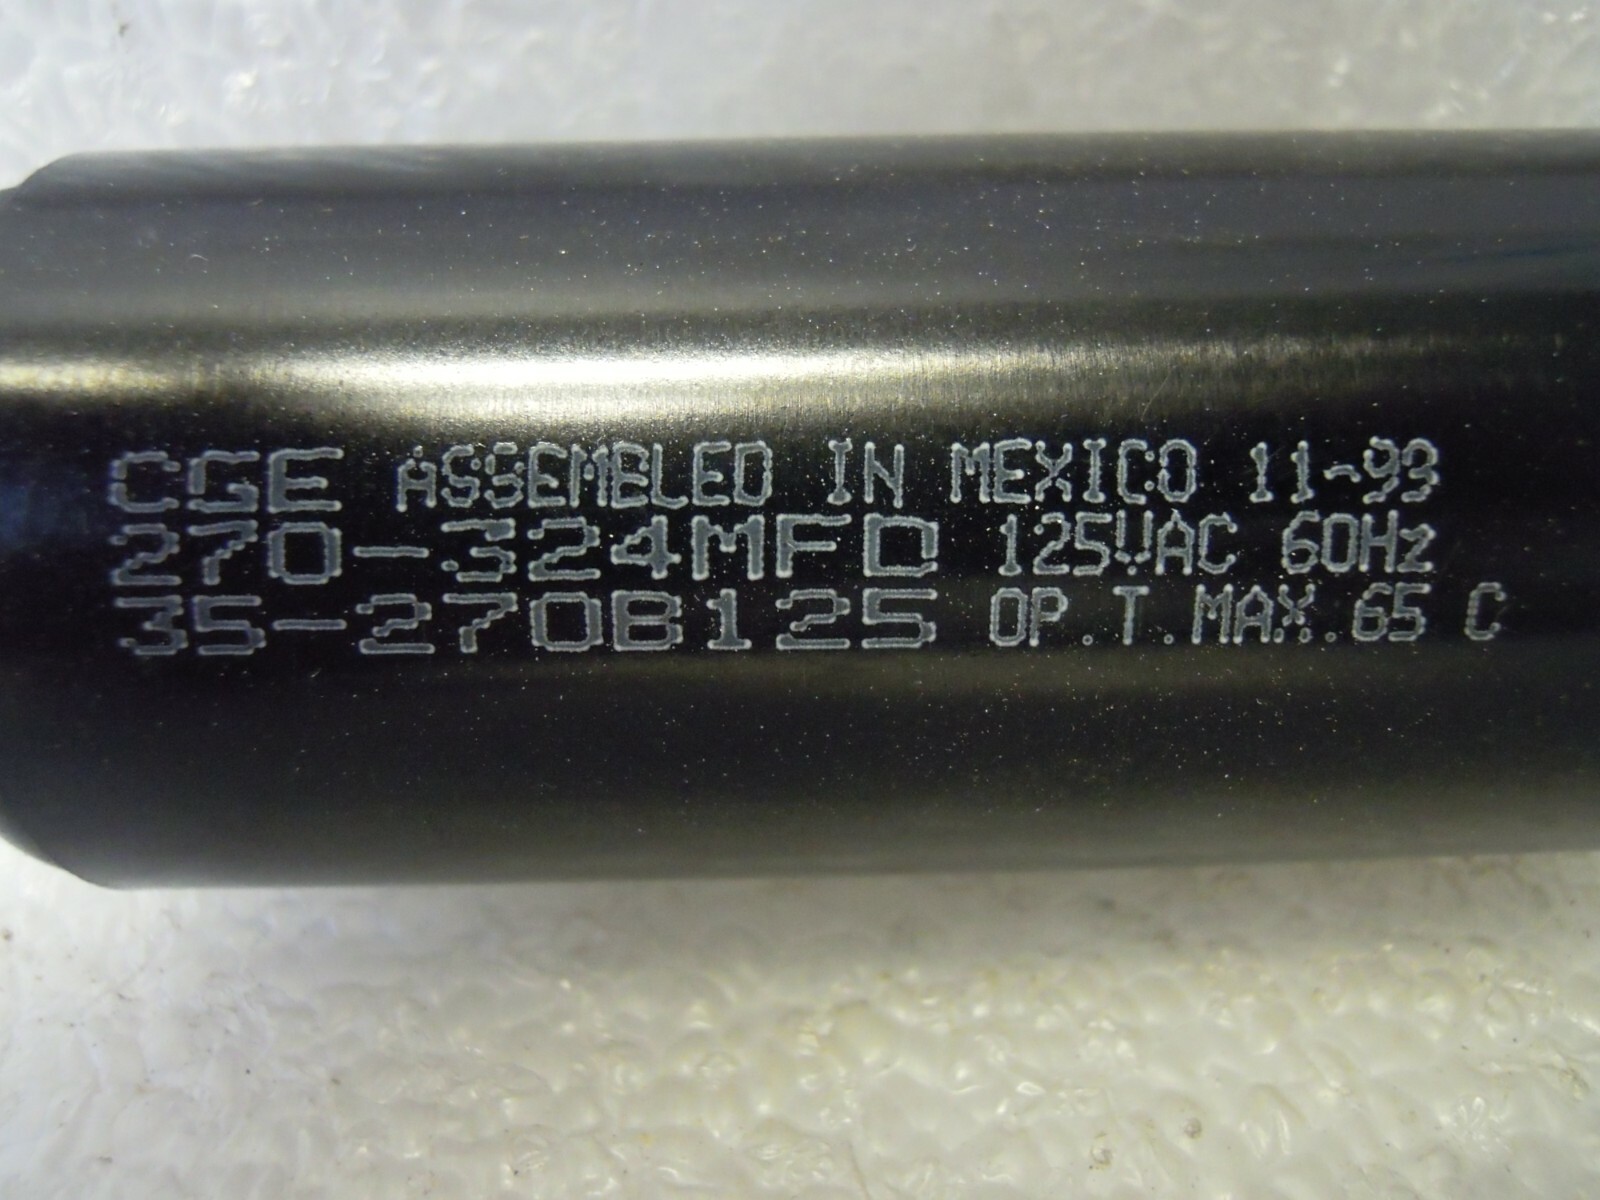 CGE ASSEMBLED IN MEXICO 11-93
270-324MFD 125VAC 60Hz
35-270B125 OP.T.MAX.65 C